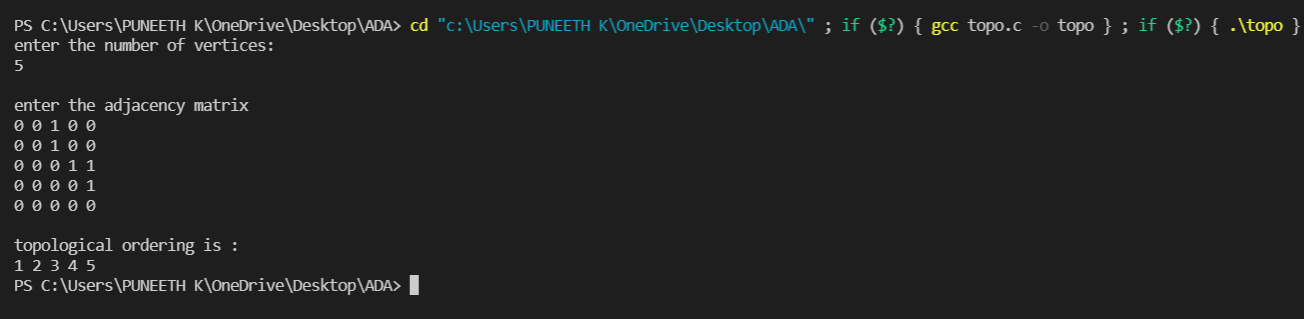 PS C:\Users\PUNEETH K\OneDrive\Desktop\ADA> cd "c:\Users\PUNEETH K\OneDrive\Desktop\ADA\" ; if ($?) { gcc topo.c -o topo } ; if ($?) { .\topo }
enter the number of vertices:
5
enter the adjacency matrix
0 0 1 0 0
0 0 1 0 0
0 0 0 1 1
0 0 0 0 1
0 0 0 0 0
topological ordering is :
1 2 3 4 5
PS C:\Users\PUNEETH K\OneDrive\Desktop\ADA>